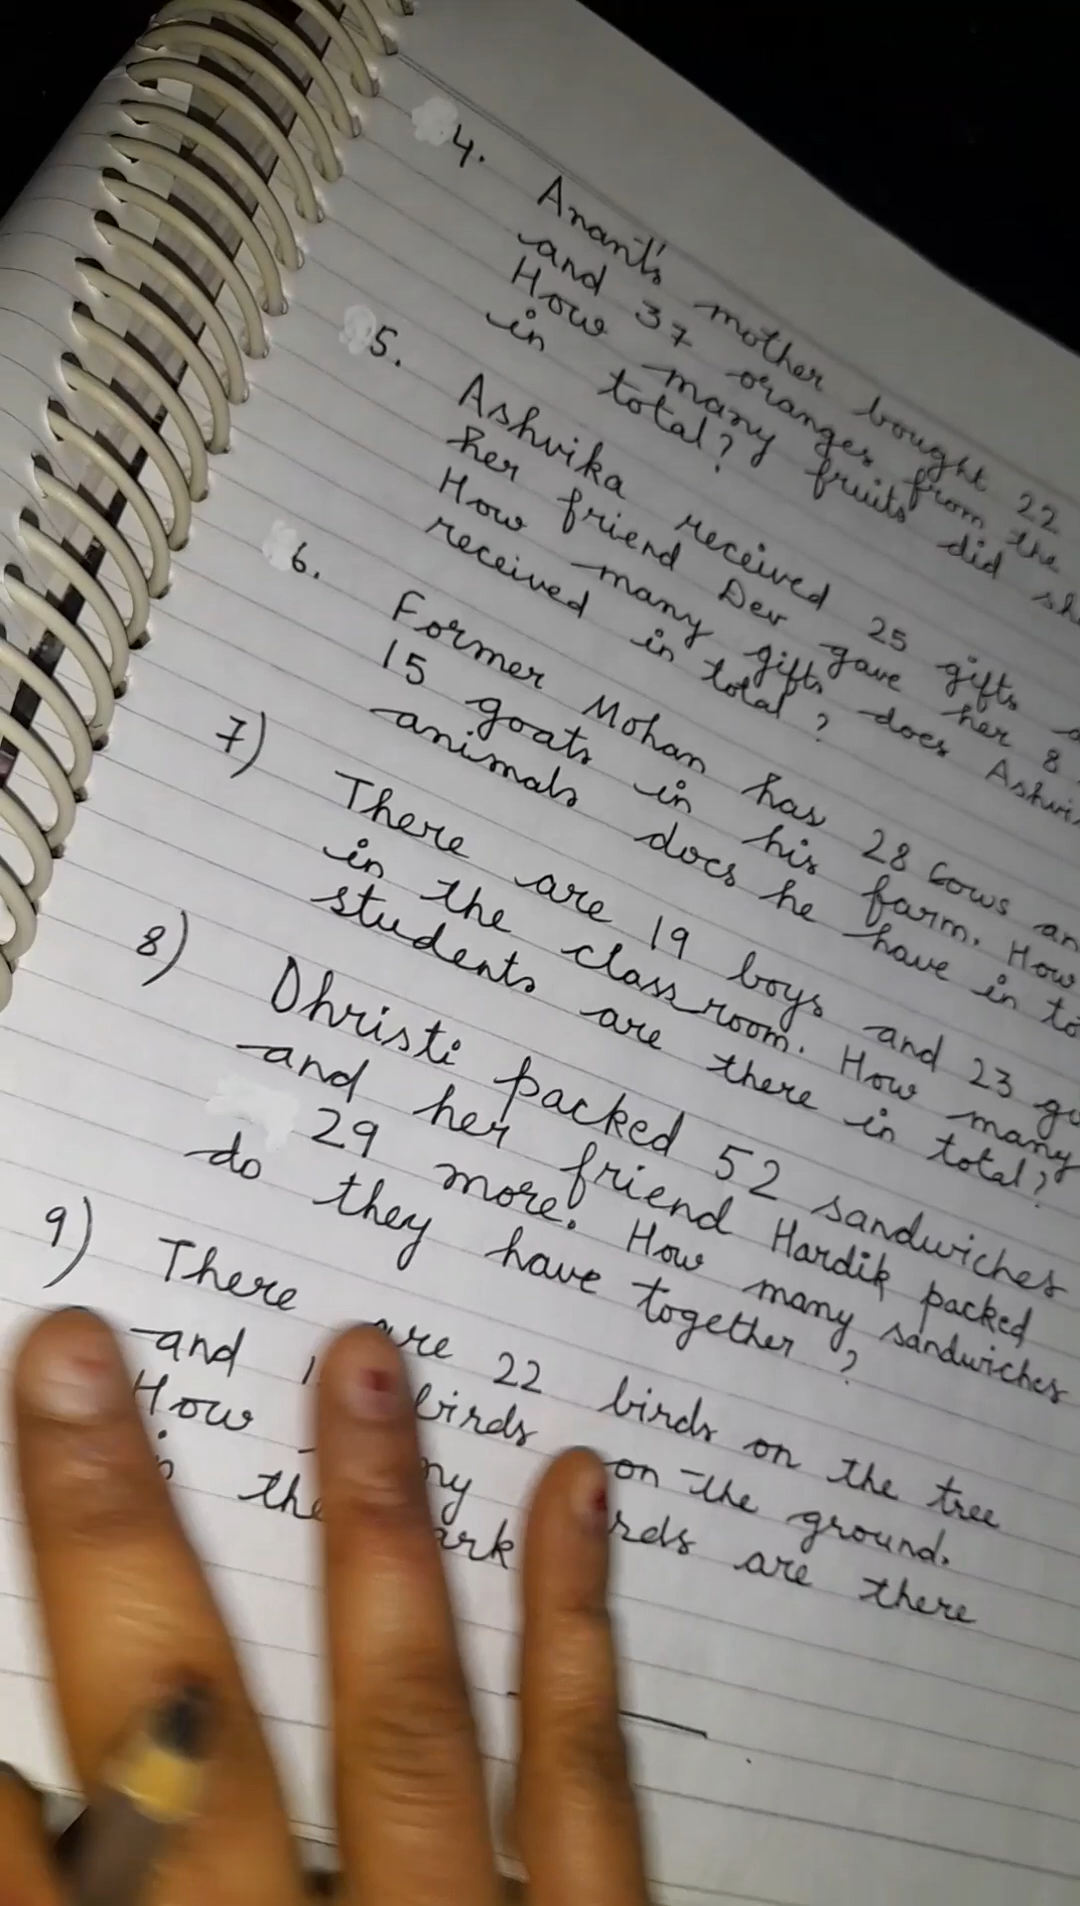 4. Anant's mother bought 22
and 37 oranges from the
How many fruits did sh
in total?
5. Ashvika received 25 gifts
her friend Dev gave her 8
How many gifts does Ashvi
received in total?
6. Former Mohan has 28 cows an
15 goats in his farm. How
animals does he have in to
7) There are 19 boys and 23 gi
in the classroom. How many
students are there in total?
8) Dhristi packed 52 sandwiches
and her friend Hardik packed
29 more. How many sandwiches
do they have together?
9) There are 22 birds on the tree
and birds on the ground.
How are there
the